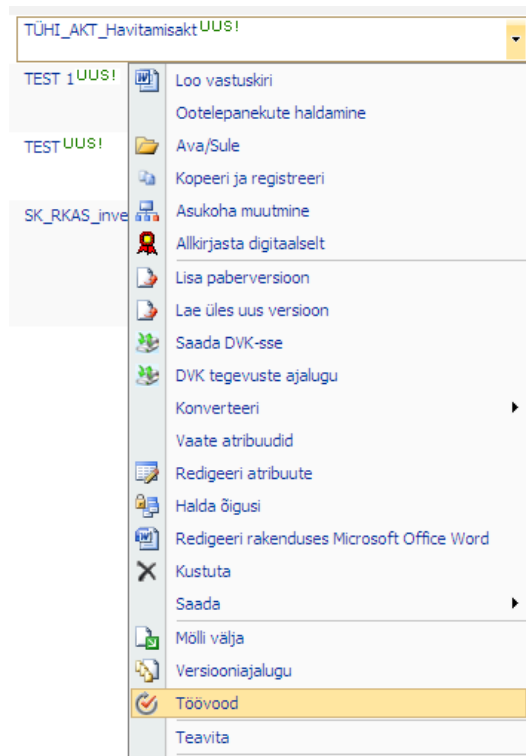 TÜHI_AKT_HavitamisaktUUS!
TEST 1UUS!
TESTUUS!
SK_RKAS_inve
Loo vastuskiri
Ootelepanekute haldamine
Ava/Sule
Kopeeri ja registreeri
Asukoha muutmine
Allkirjasta digitaalselt
Lisa paberversioon
Lae üles uus versioon
Saada DVK-sse
DVK tegevuste ajalugu
Konverteeri
Vaate atribuudid
Redigeeri atribuute
Halda õigusi
Redigeeri rakenduses Microsoft Office Word
Kustuta
Saada
Mölli välja
Versiooniajalugu
Töövood
Teavita